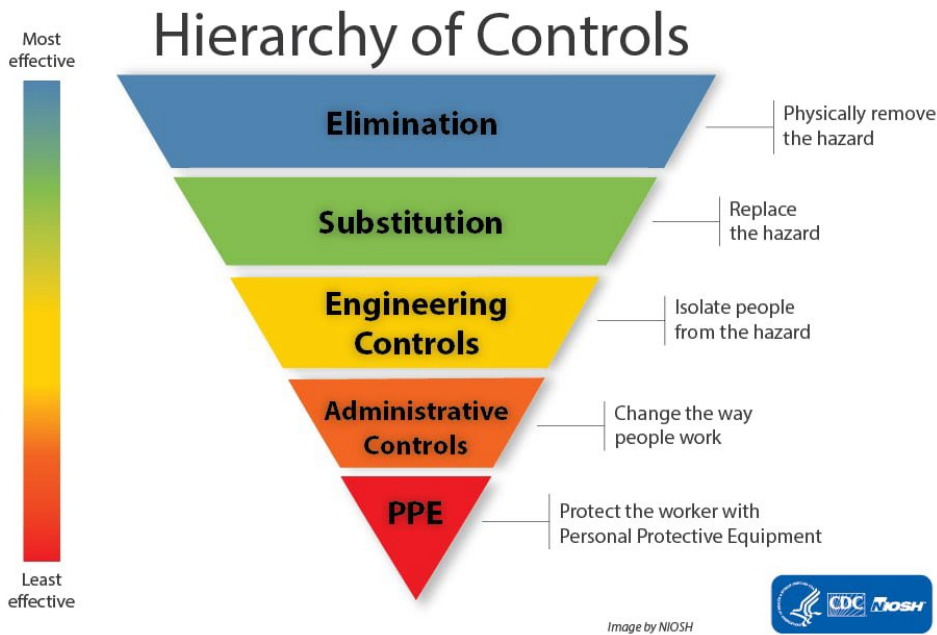 Hierarchy of Controls
Most
effective
Elimination
Physically remove
the hazard
Substitution
Replace
the hazard
Engineering
Controls
Isolate people
from the hazard
Administrative
Controls
Change the way
people work
PPE
Protect the worker with
Personal Protective Equipment
Least
effective
Image by NIOSH
CDC NIOSH